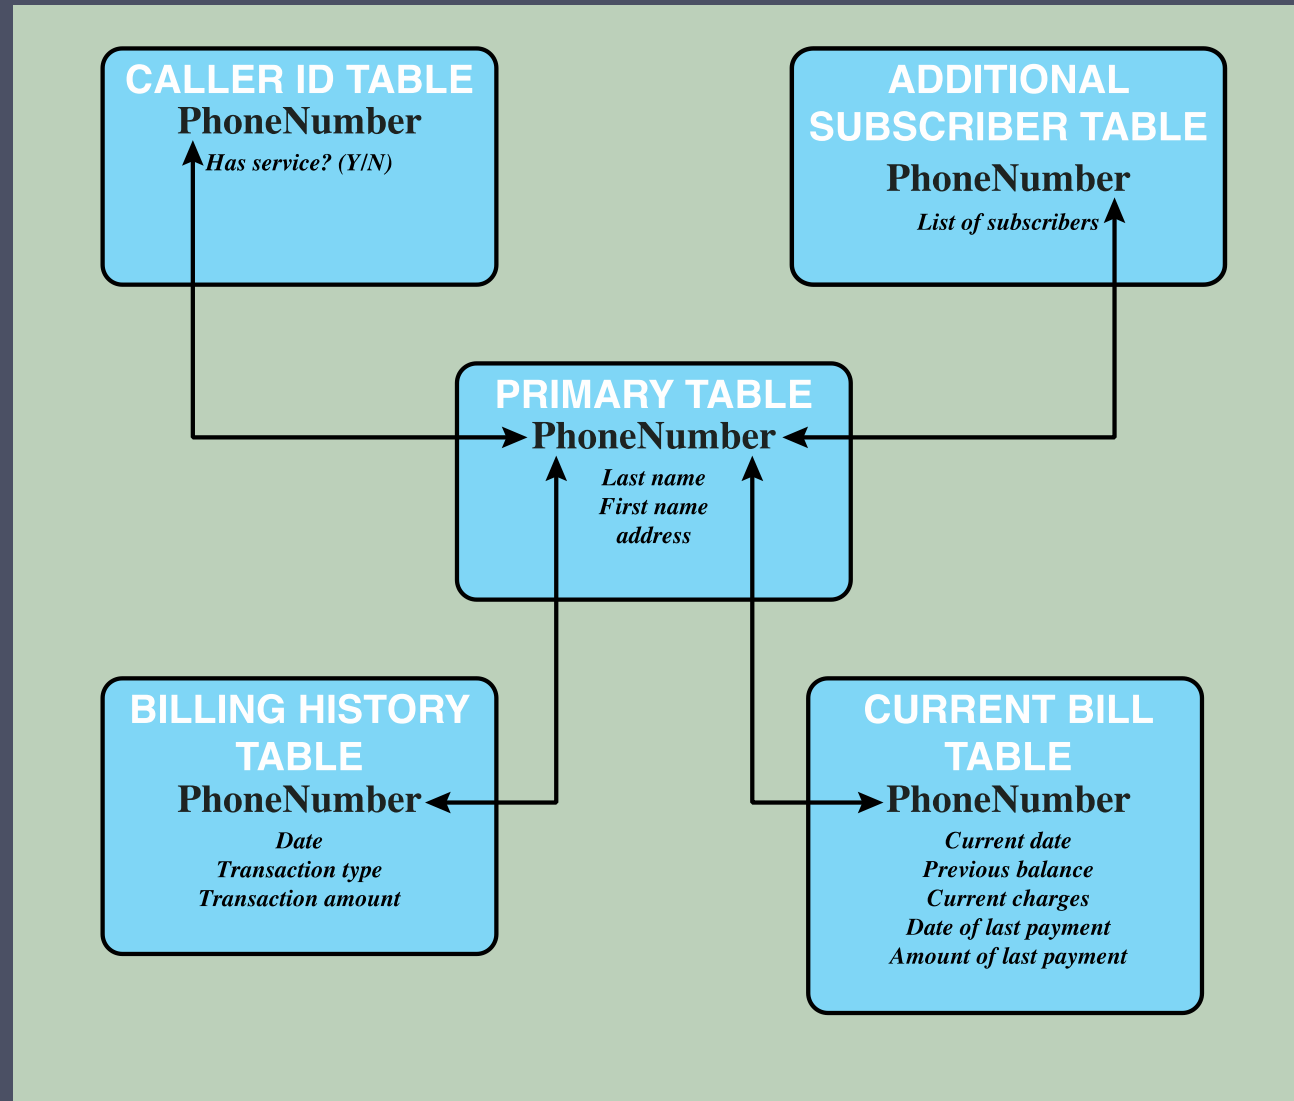 CALLER ID TABLE
PhoneNumber
Has service? (Y/N)
ADDITIONAL
SUBSCRIBER TABLE
PhoneNumber
List of subscribers
PRIMARY TABLE
PhoneNumber
Last name
First name
address
BILLING HISTORY
TABLE
PhoneNumber
Date
Transaction type
Transaction amount
CURRENT BILL
TABLE
PhoneNumber
Current date
Previous balance
Current charges
Date of last payment
Amount of last payment